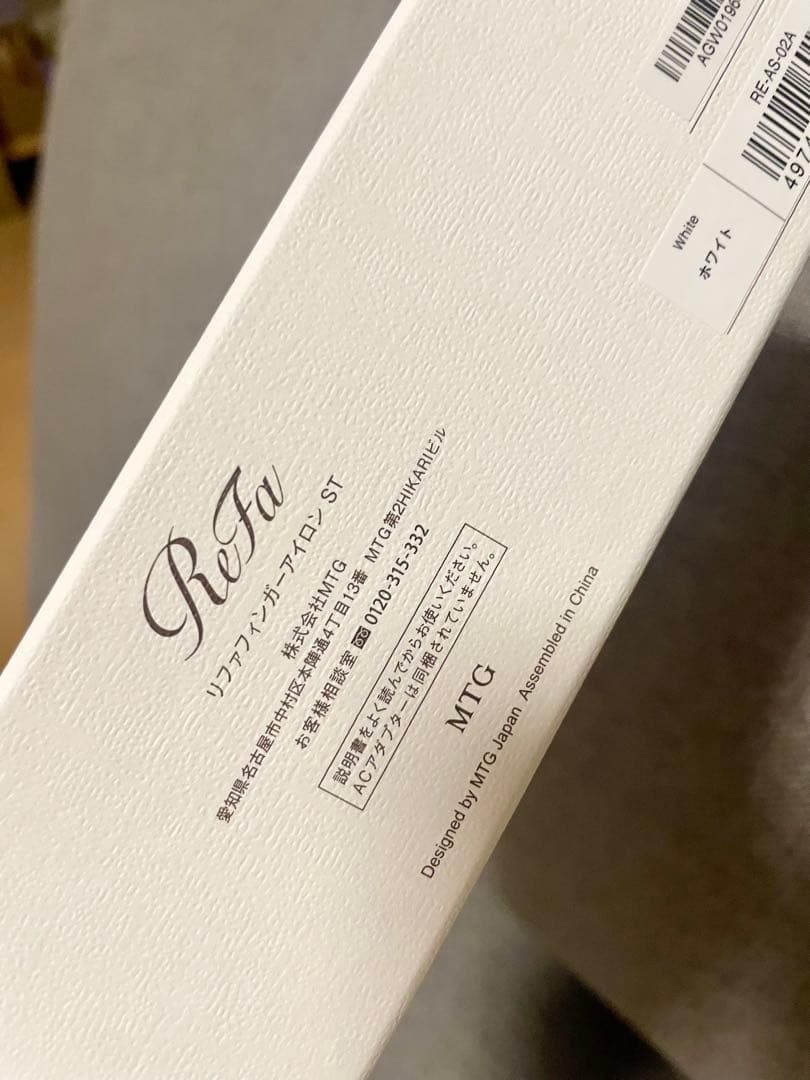 ReFa
リファフィンガーアイロン ST
株式会社MTG
愛知県名古屋市中村区本陣通4丁目13番 MTG第2HIKARIビル
お客様相談室 0120-315-332
説明書をよく読んでからお使いください。
ACアダプターは同梱されていません。
MTG
Designed by MTG Japan Assembled in China
AGW0196
RE-AS-02A
White
ホワイト